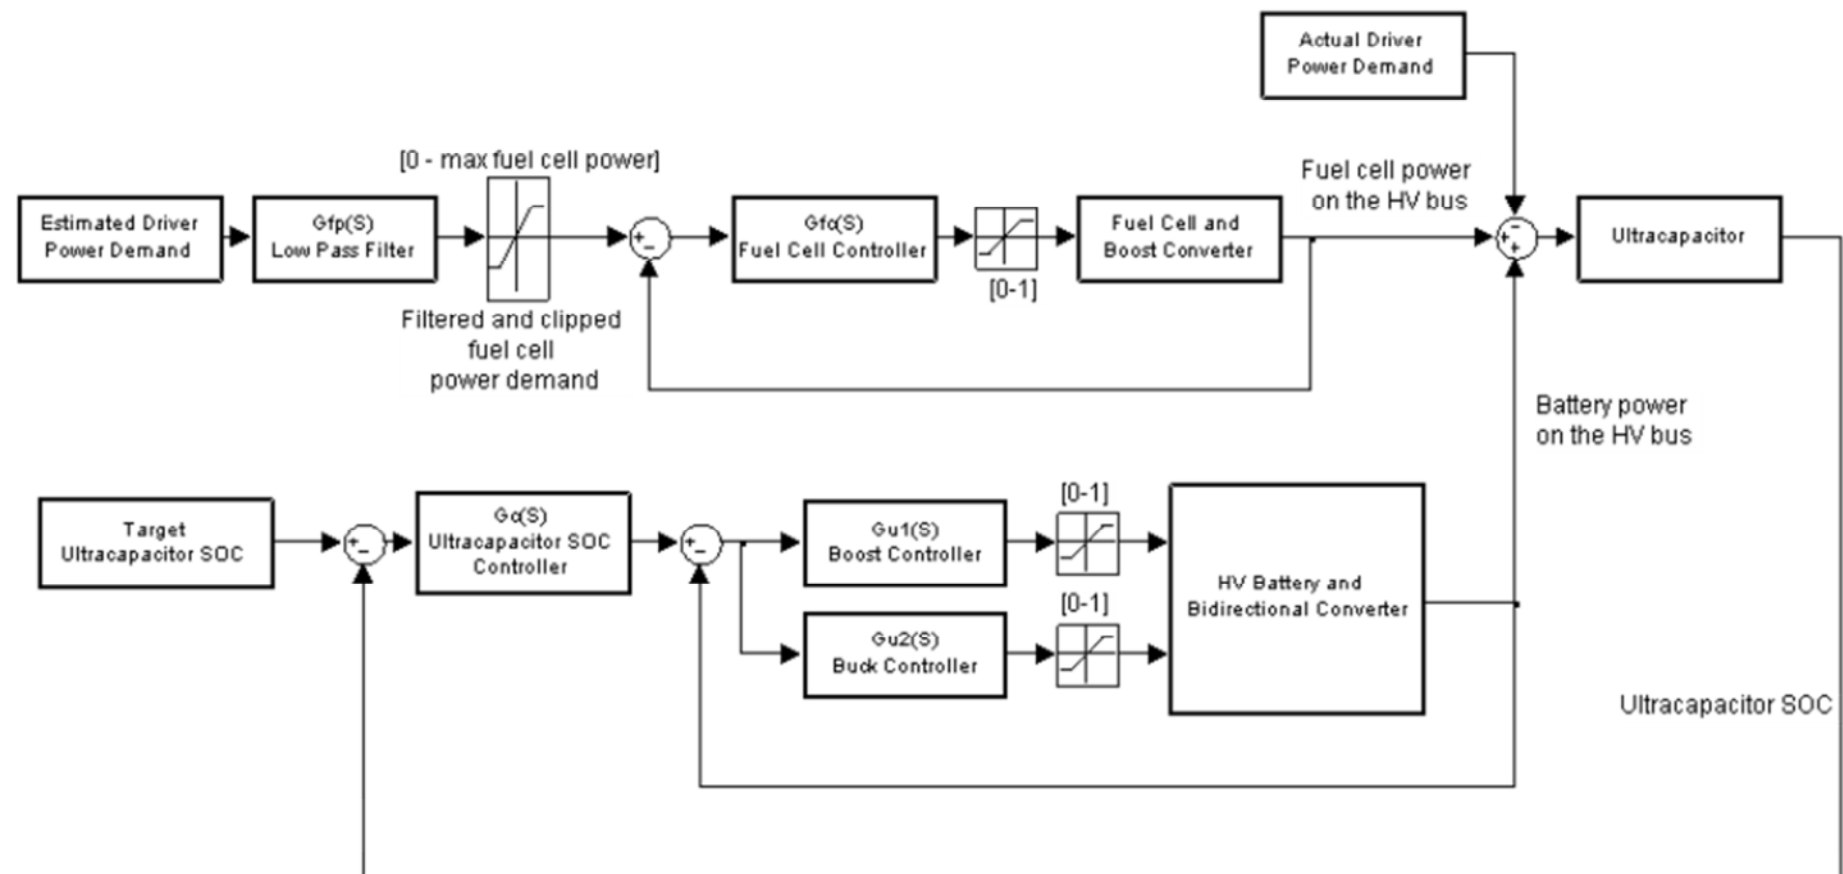 Actual Driver
Power Demand
[0 - max fuel cell power]
Fuel cell power
on the HV bus
Estimated Driver
Power Demand
Gfp(S)
Low Pass Filter
+
−
Gfc(S)
Fuel Cell Controller
Fuel Cell and
Boost Converter
−
+
+
Ultracapacitor
[0-1]
Filtered and clipped
fuel cell
power demand
Battery power
on the HV bus
Target
Ultracapacitor SOC
+
−
Gc(S)
Ultracapacitor SOC
Controller
+
−
Gu1(S)
Boost Controller
[0-1]
HV Battery and
Bidirectional Converter
Gu2(S)
Buck Controller
[0-1]
Ultracapacitor SOC